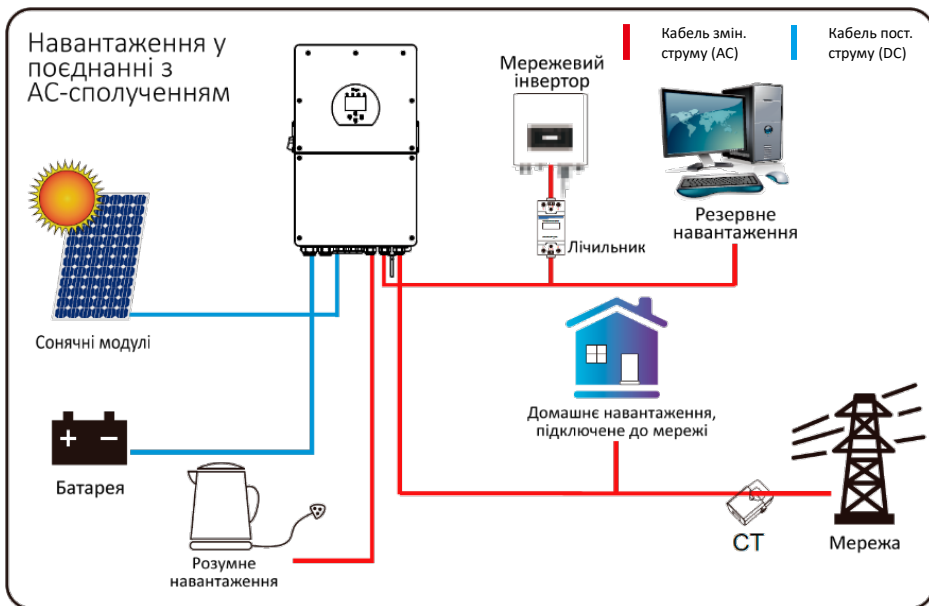 Навантаження у
поєднанні з
АС-сполученням
Кабель змін.
струму (AC)
Кабель пост.
струму (DC)
Мережевий
інвертор
Лічильник
Резервне
навантаження
Сонячні модулі
Домашнє навантаження,
підключене до мережі
Батарея
Розумне
навантаження
CT
Мережа